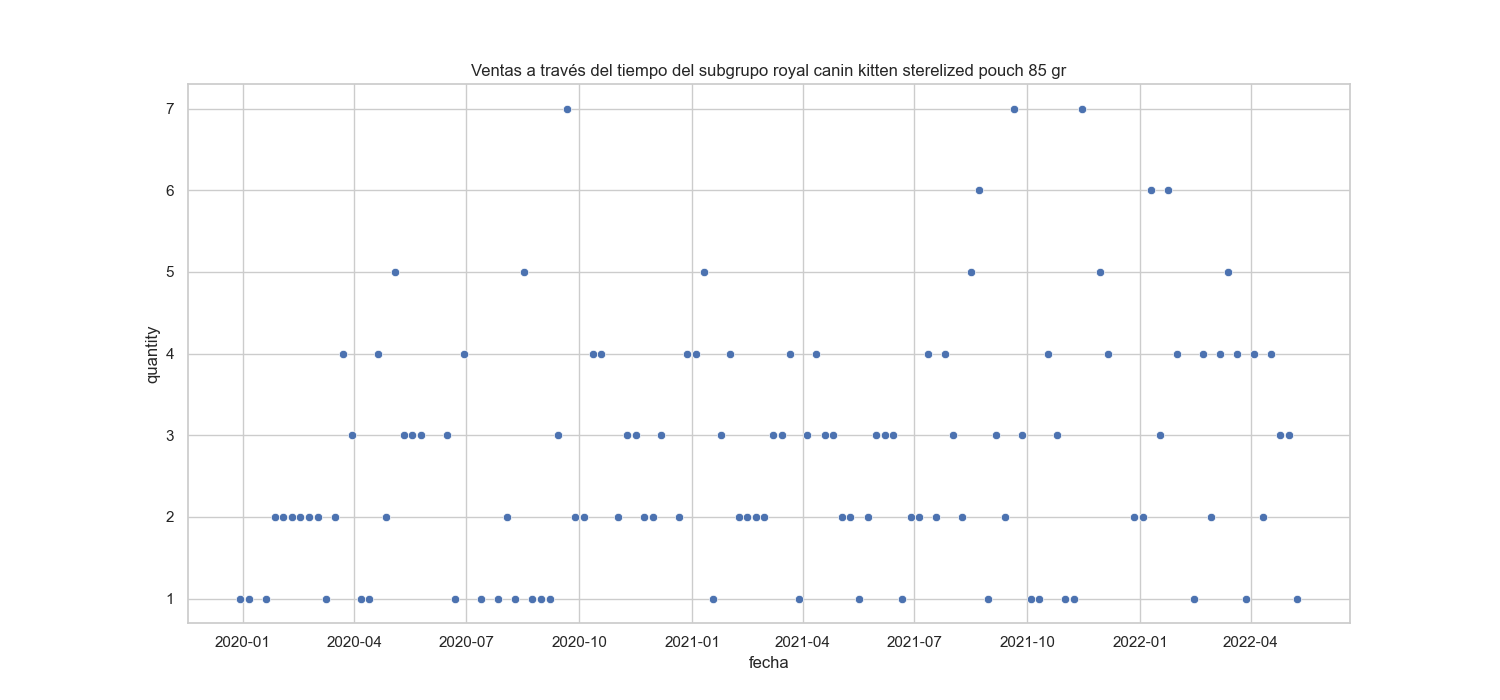 Ventas a través del tiempo del subgrupo royal canin kitten sterelized pouch 85 gr
7
6
5
4
3
2
1
quantity
2020-01 2020-04 2020-07 2020-10 2021-01 2021-04 2021-07 2021-10 2022-01 2022-04
fecha